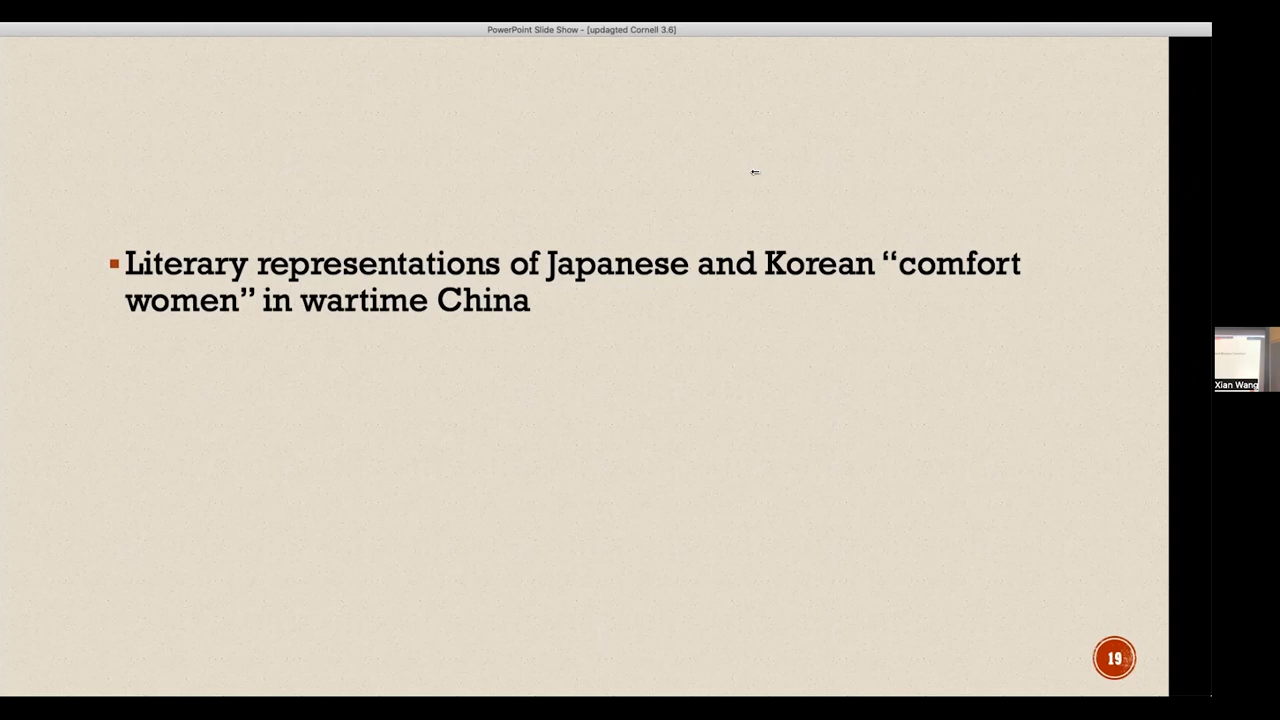 PowerPoint Slide Show - [updagted Cornell 3.6]
Literary representations of Japanese and Korean “comfort
women” in wartime China
Xian Wang
19